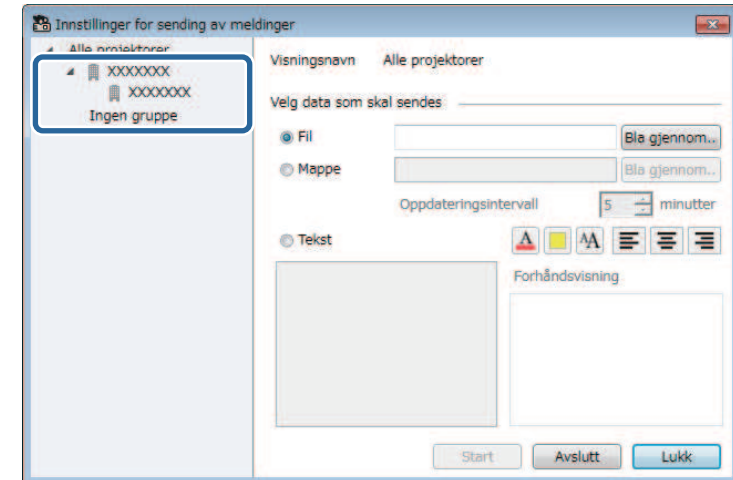 Innstillinger for sending av meldinger
Alle projektorer
XXXXXXX
XXXXXXX
Ingen gruppe
Visningsnavn Alle projektorer
Velg data som skal sendes
Fil Bla gjennom..
Mappe Bla gjennom..
Oppdateringsintervall 5 minutter
Tekst A AA
Forhåndsvisning
Start Avslutt Lukk